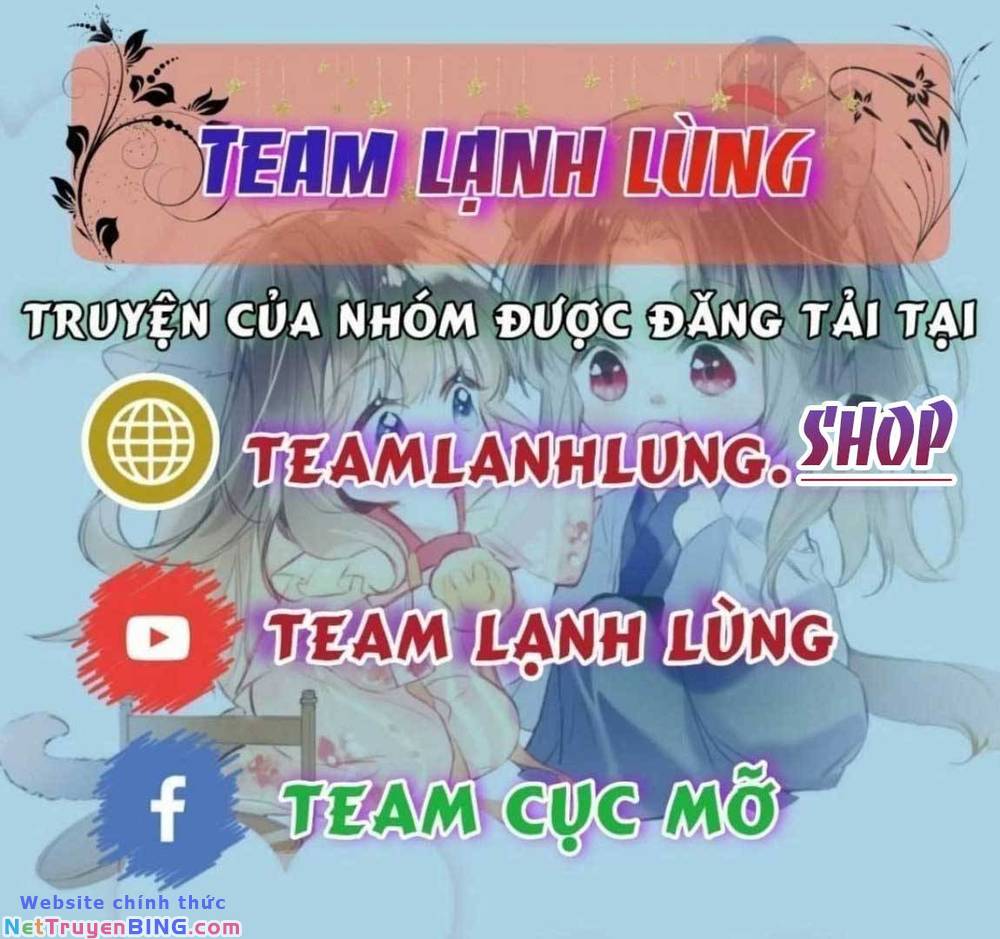 TEAM LẠNH LÙNG
TRUYỆN CỦA NHÓM ĐƯỢC ĐĂNG TẢI TẠI
TEAMLANHLUNG.SHOP
TEAM LẠNH LÙNG
f TEAM CỤC MỠ
Website chính thức
NetTruyenBING.com